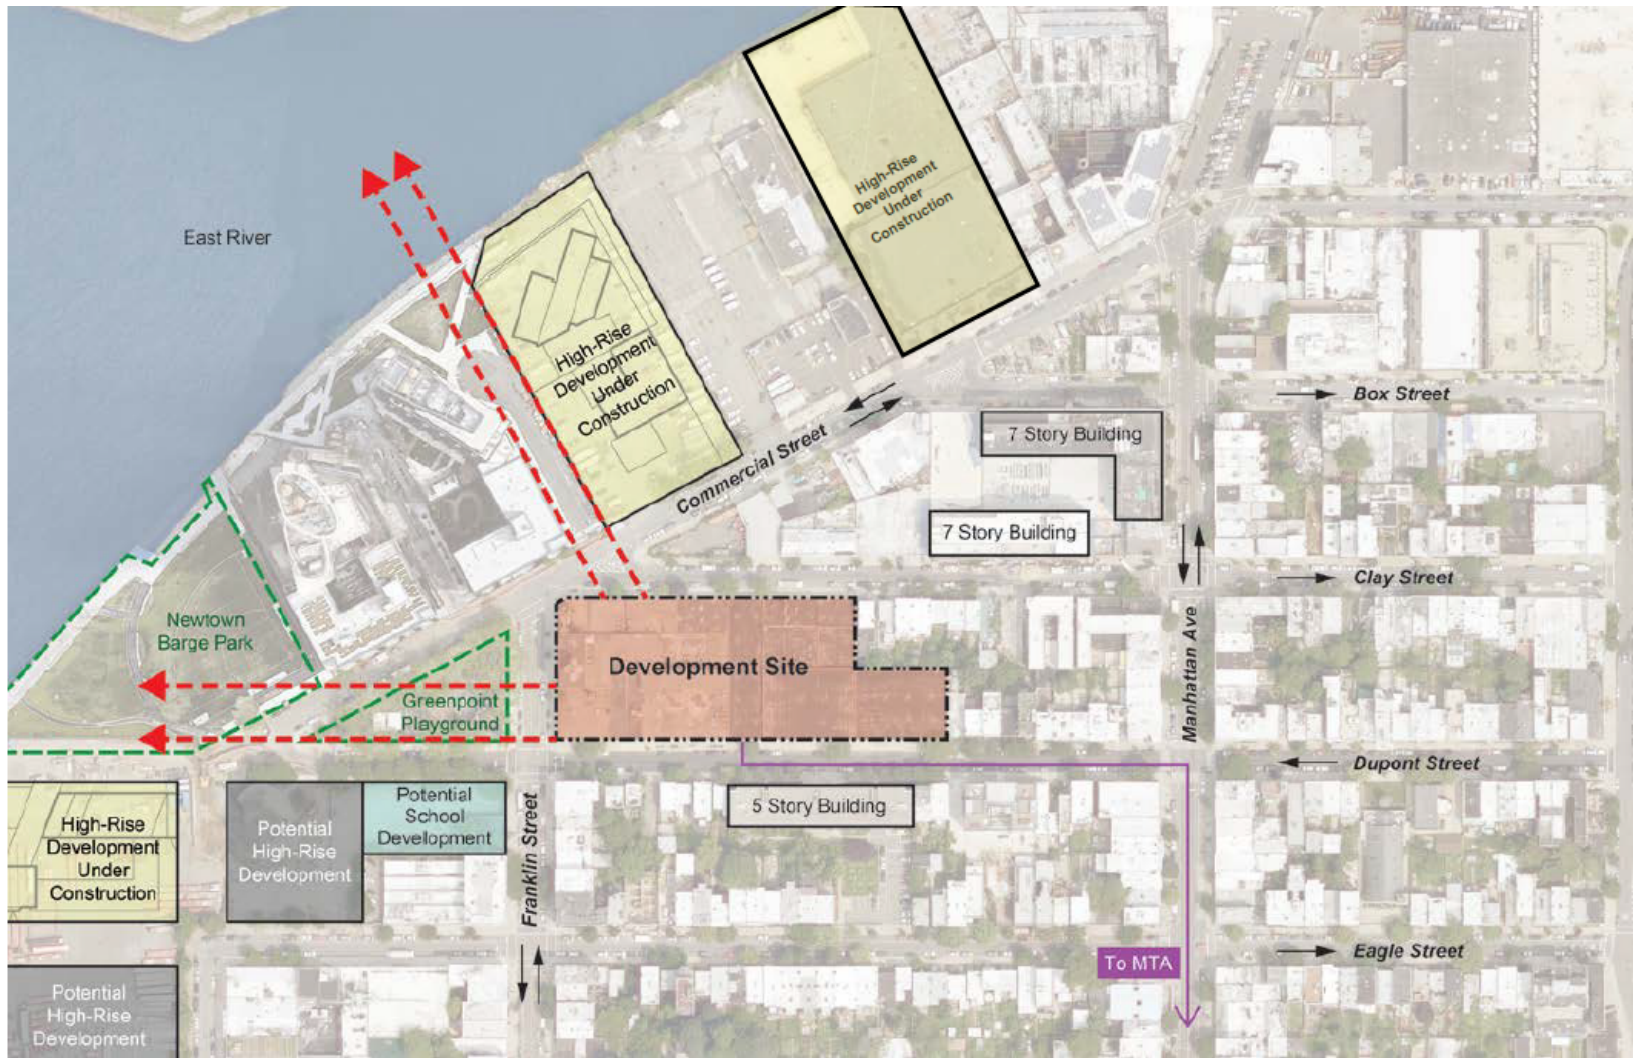 East River
High-Rise
Development
Under
Construction
High-Rise
Development
Under
Construction
Commercial Street
7 Story Building
7 Story Building
Box Street
Clay Street
Manhattan Ave
Newtown
Barge Park
Greenpoint
Playground
Development Site
Dupont Street
High-Rise
Development
Under
Construction
Potential
High-Rise
Development
Potential
School
Development
Franklin Street
5 Story Building
To MTA
Eagle Street
Potential
High-Rise
Development